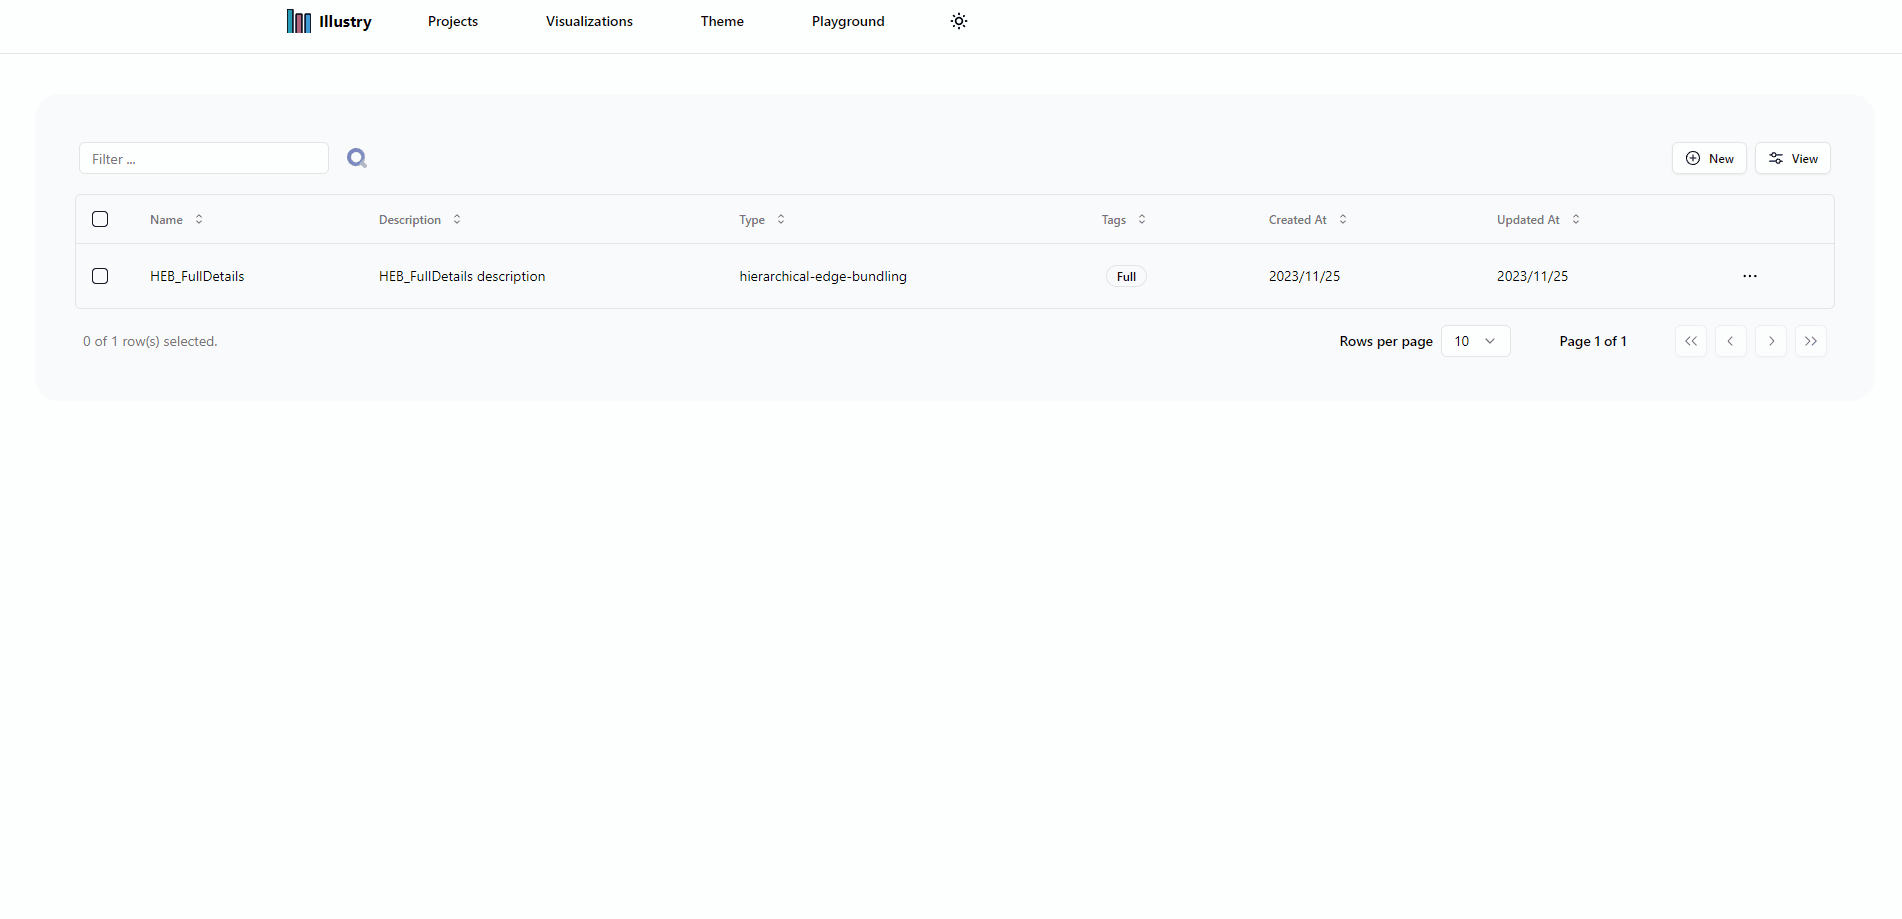 Illustry Projects Visualizations Theme Playground
Filter ... New View
Name Description Type Tags Created At Updated At
HEB_FullDetails HEB_FullDetails description hierarchical-edge-bundling Full 2023/11/25 2023/11/25
0 of 1 row(s) selected. Rows per page 10 Page 1 of 1